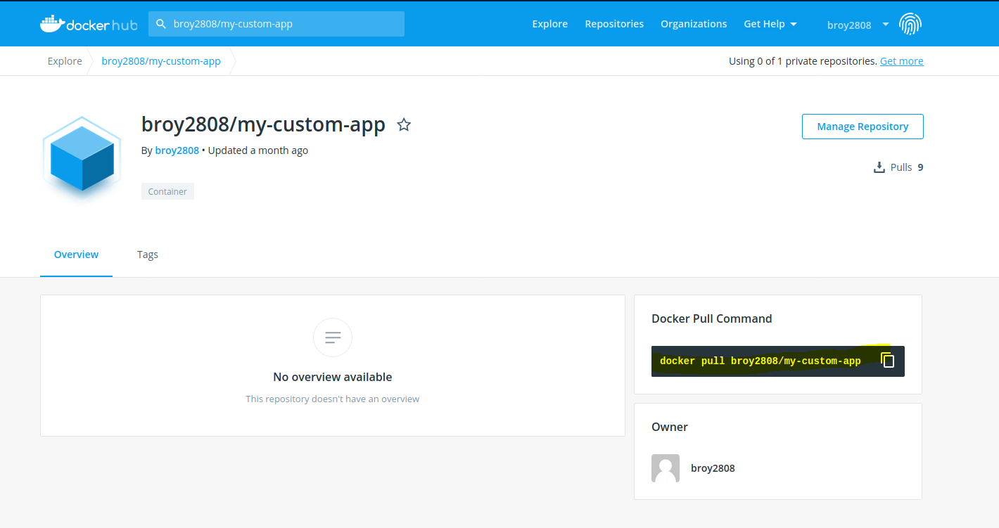 docker hub
broy2808/my-custom-app
Explore Repositories Organizations Get Help broy2808
Explore broy2808/my-custom-app Using 0 of 1 private repositories. Get more
broy2808/my-custom-app
Manage Repository
By broy2808 • Updated a month ago
Pulls 9
Container
Overview Tags
No overview available
This repository doesn't have an overview
Docker Pull Command
docker pull broy2808/my-custom-app
Owner
broy2808